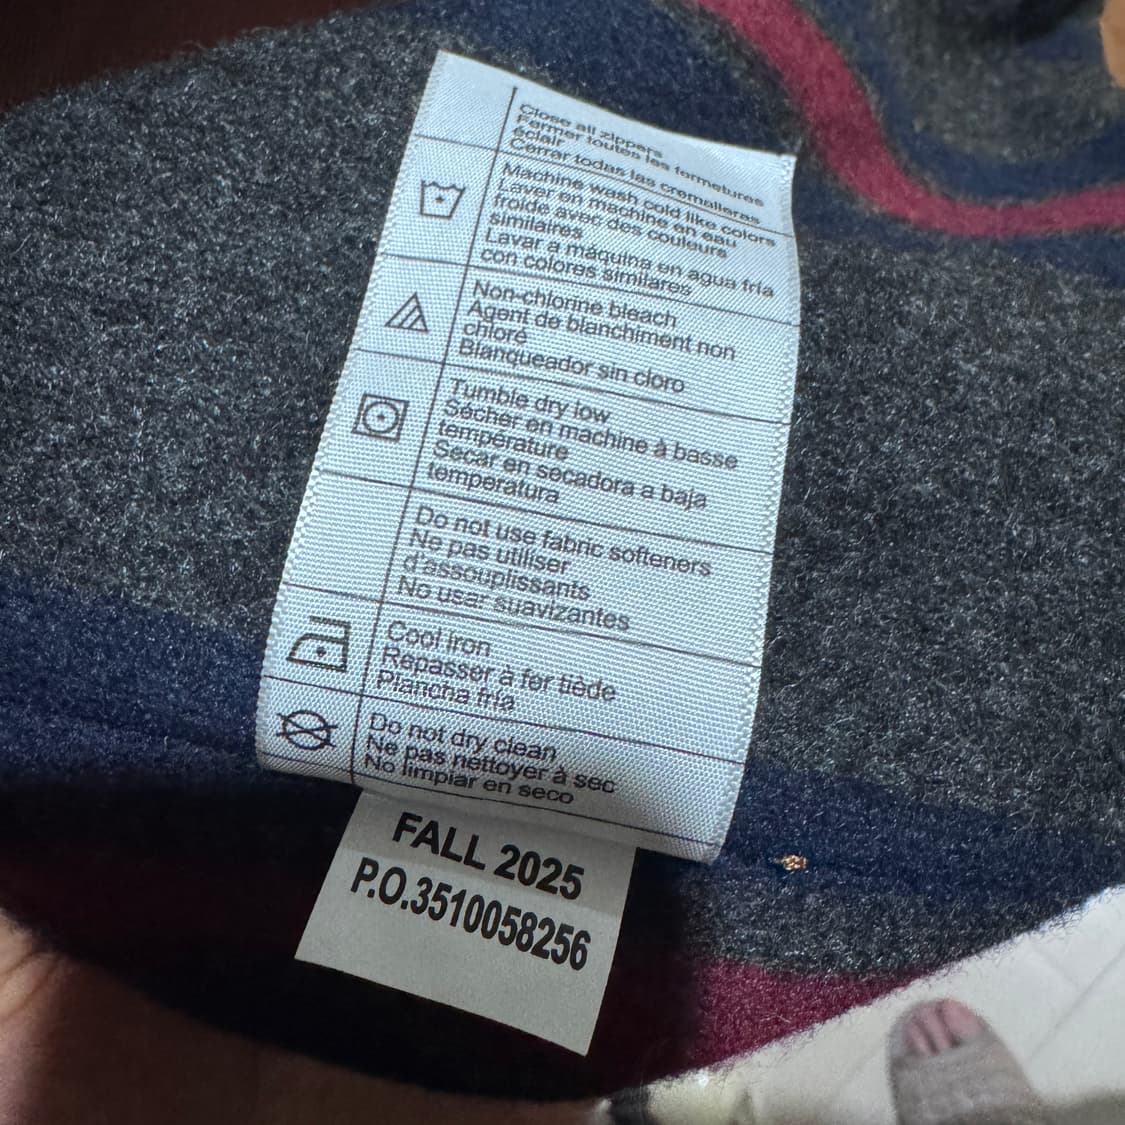 Close all zippers
Fermer toutes les fermetures
éclair
Cerrar todas las cremalleras
Machine wash cold like colors
Laver en machine en eau
froide avec des couleurs
similaires
Lavar a máquina en agua fría
con colores similares
Non-chlorine bleach
Agent de blanchiment non
chloré
Blanqueador sin cloro
Tumble dry low
Sécher en machine à basse
température
Secar en secadora a baja
temperatura
Do not use fabric softeners
Ne pas utiliser
d'assouplissants
No usar suavizantes
Cool iron
Repasser à fer tiède
Plancha fría
Do not dry clean
Ne pas nettoyer à sec
No limpiar en seco
FALL 2025
P.O.3510058256